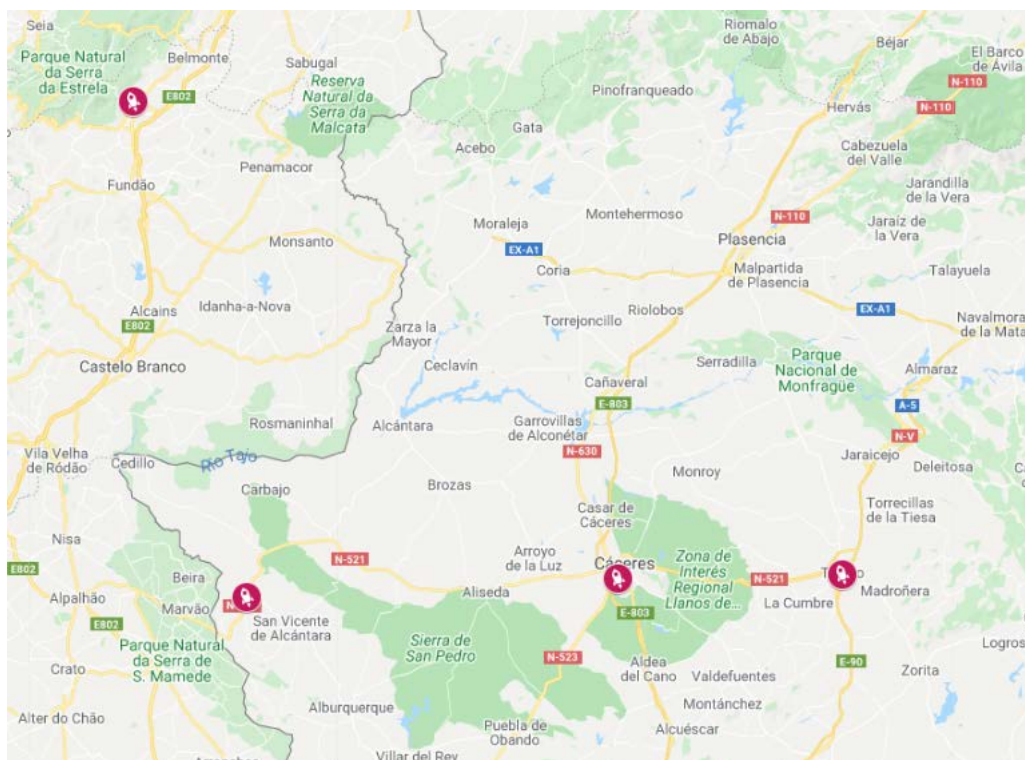 Seia
Riomalo
de Abajo
Béjar
Parque Natural
da Serra
da Estrela
Belmonte
Sabugal
El Barco
de Ávila
Reserva
Natural da
Serra da
Malcata
N-110
E802
Pinofranqueado
Hervás
N-110
Gata
Acebo
Cabezuela
del Valle
Penamacor
Fundão
Jarandilla
de la Vera
Montehermoso
N-110
Moraleja
Jaraíz de
la Vera
Monsanto
Plasencia
EX-A1
Coria
Malpartida
de Plasencia
Talayuela
Alcains
Idanha-a-Nova
Riolobos
EX-A1
E802
Zarza la
Mayor
Torrejoncillo
Navalmora
de la Mata
Castelo Branco
Ceclavín
Serradilla
Parque
Nacional de
Monfragüe
Almaraz
Cañaveral
E-803
A-5
Rosmaninhal
Alcántara
Garrovillas
de Alconétar
N-V
Vila Velha
de Ródão
Cedillo
Río Tajo
N-630
Jaraicejo
Deleitosa
Monroy
Carbajo
Brozas
Casar de
Cáceres
Torrecillas
de la Tiesa
Nisa
N-521
Arroyo
de la Luz
Cáceres
Zona de
Interés
Regional
Llanos de...
N-521
Beira
Aliseda
Madroñera
Alpalhão
Marvão
La Cumbre
E802
San Vicente
de Alcántara
E-803
Parque Natural
da Serra de
S. Mamede
Sierra de
San Pedro
N-523
Logros
Crato
Aldea
del Cano
Valdefuentes
E-90
Zorita
Alburquerque
Montánchez
Alter do Chão
Puebla de
Obando
Alcuéscar
Villar del Rey